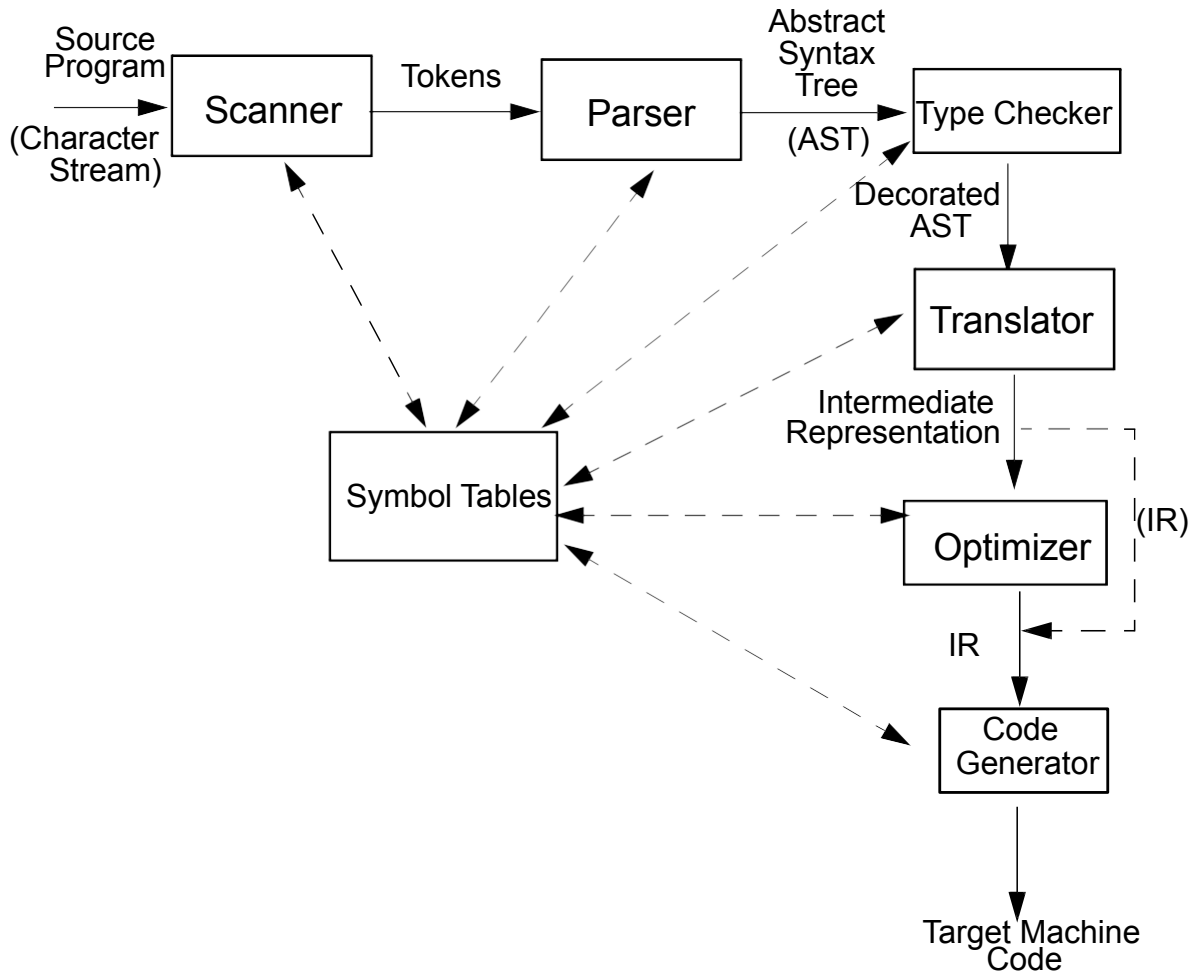 Source
Program
(Character
Stream)
Scanner
Tokens
Parser
Abstract
Syntax
Tree
(AST)
Type Checker
Decorated
AST
Translator
Intermediate
Representation
(IR)
Symbol Tables
Optimizer
IR
Code
Generator
Target Machine
Code